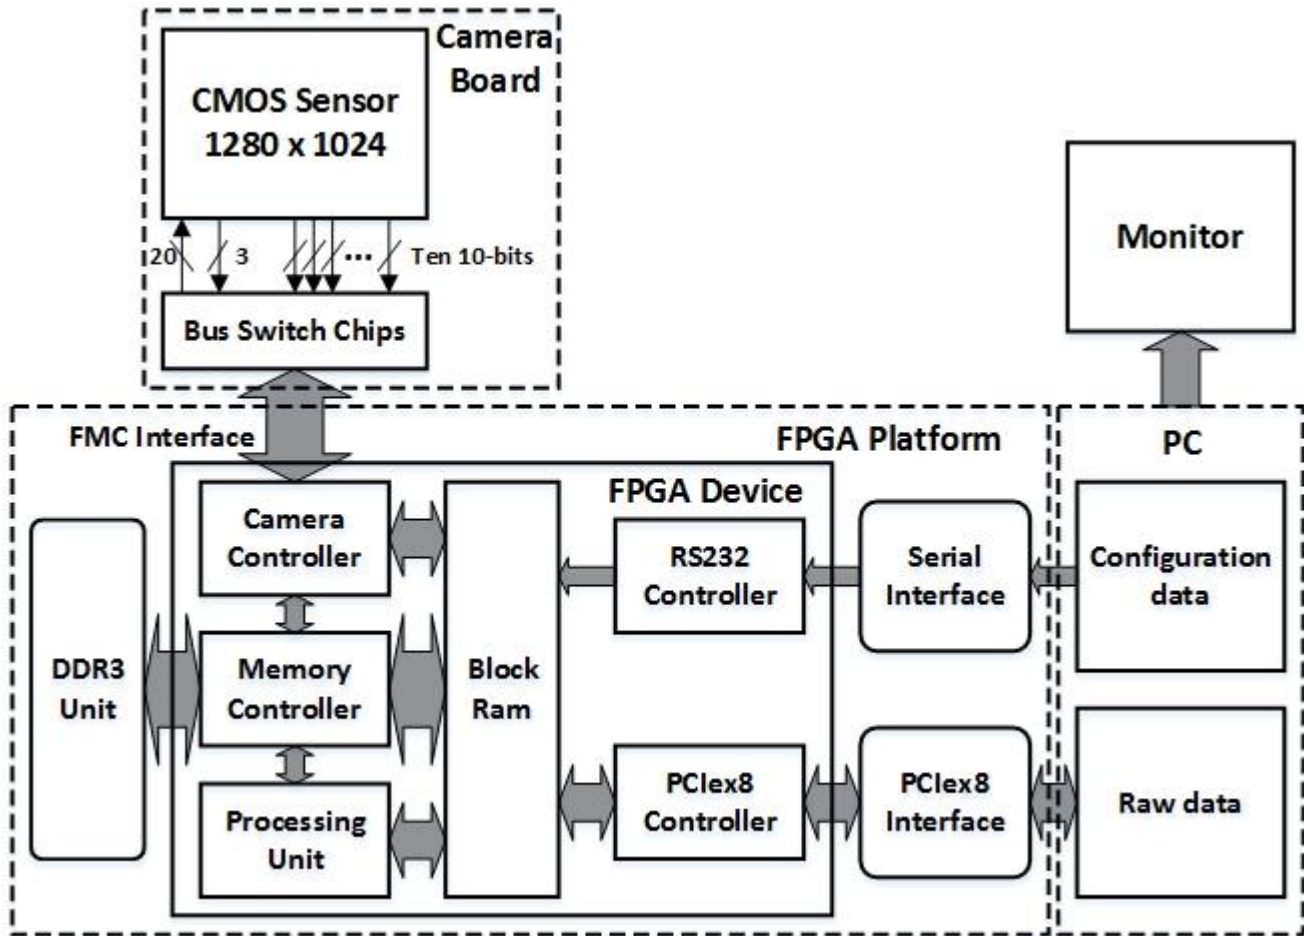 Camera
Board
CMOS Sensor
1280 x 1024
20
3
...
Ten 10-bits
Bus Switch Chips
Monitor
FMC Interface
FPGA Platform
PC
FPGA Device
Camera
Controller
RS232
Controller
Serial
Interface
Configuration
data
DDR3
Unit
Memory
Controller
Block
Ram
Processing
Unit
PCIex8
Controller
PCIex8
Interface
Raw data